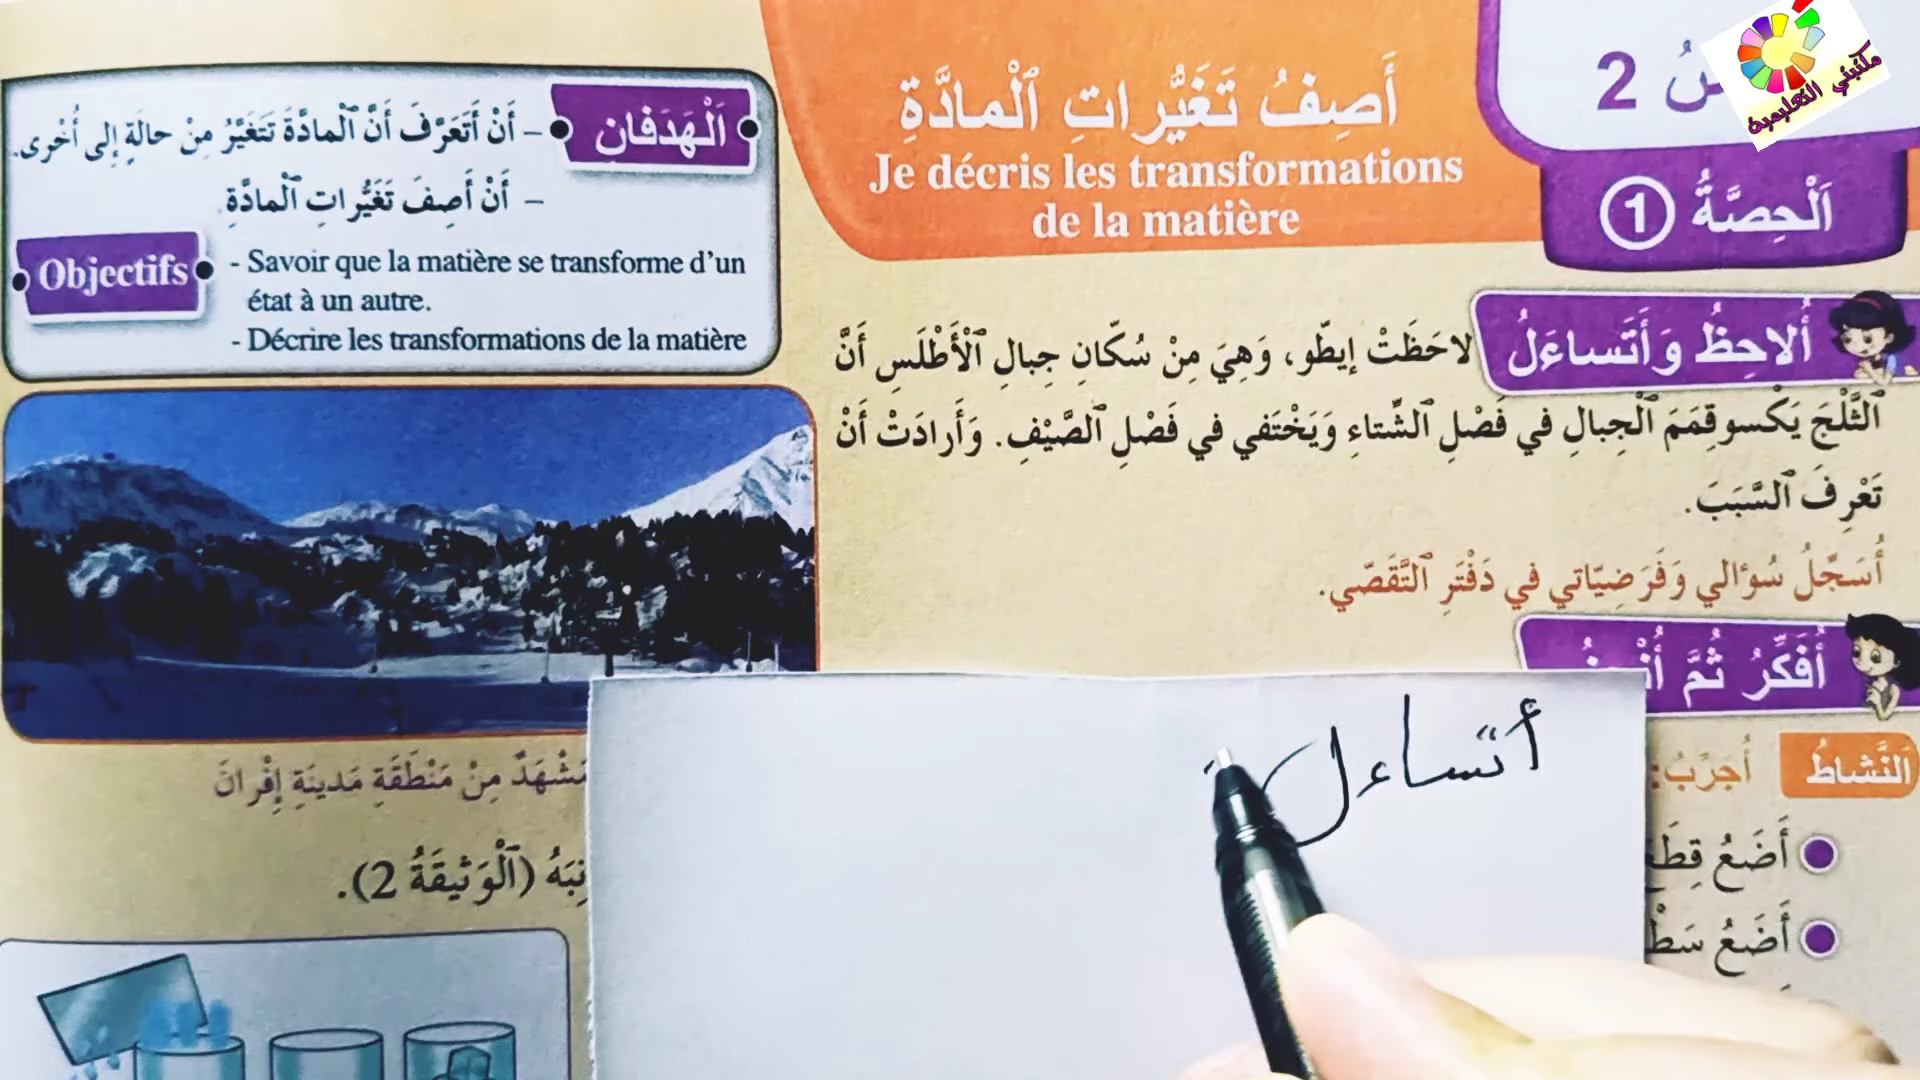 مكتبتي التعليمية
2
اَلْحِصَّةُ 1
أَصِفُ تَغَيُّراتِ ٱلْمادَّةِ
Je décris les transformations
de la matière
اَلْهَدَفان
– أَنْ أَتَعَرَّفَ أَنَّ ٱلْمادَّةَ تَتَغَيَّرُ مِنْ حالَةٍ إِلى أُخْرى.
– أَنْ أَصِفَ تَغَيُّراتِ ٱلْمادَّةِ.
Objectifs
- Savoir que la matière se transforme d’un
état à un autre.
- Décrire les transformations de la matière
أُلاحِظُ وَأَتَساءَلُ
لاحَظَتْ إيطّو، وَهِيَ مِنْ سُكّانِ جِبالِ ٱلْأَطْلَسِ أَنَّ
ٱلثَّلْجَ يَكْسو قِمَمَ ٱلْجِبالِ في فَصْلِ ٱلشِّتاءِ وَيَخْتَفي في فَصْلِ ٱلصَّيْفِ. وَأَرادَتْ أَنْ
تَعْرِفَ ٱلسَّبَبَ.
أُسَجِّلُ سُؤالي وَفَرَضِيّاتي في دَفْتَرِ ٱلتَّقَصّي.
أُفَكِّرُ ثُمَّ
مَشْهَدٌ مِنْ مَنْطَقَةِ مَدينَةِ إِفْرانَ
أتساءل
اَلنَّشاطُ أُجَرِّبُ:
أَضَعُ قِطَعَ
(ٱلْوَثيقَةُ 2).
أَضَعُ